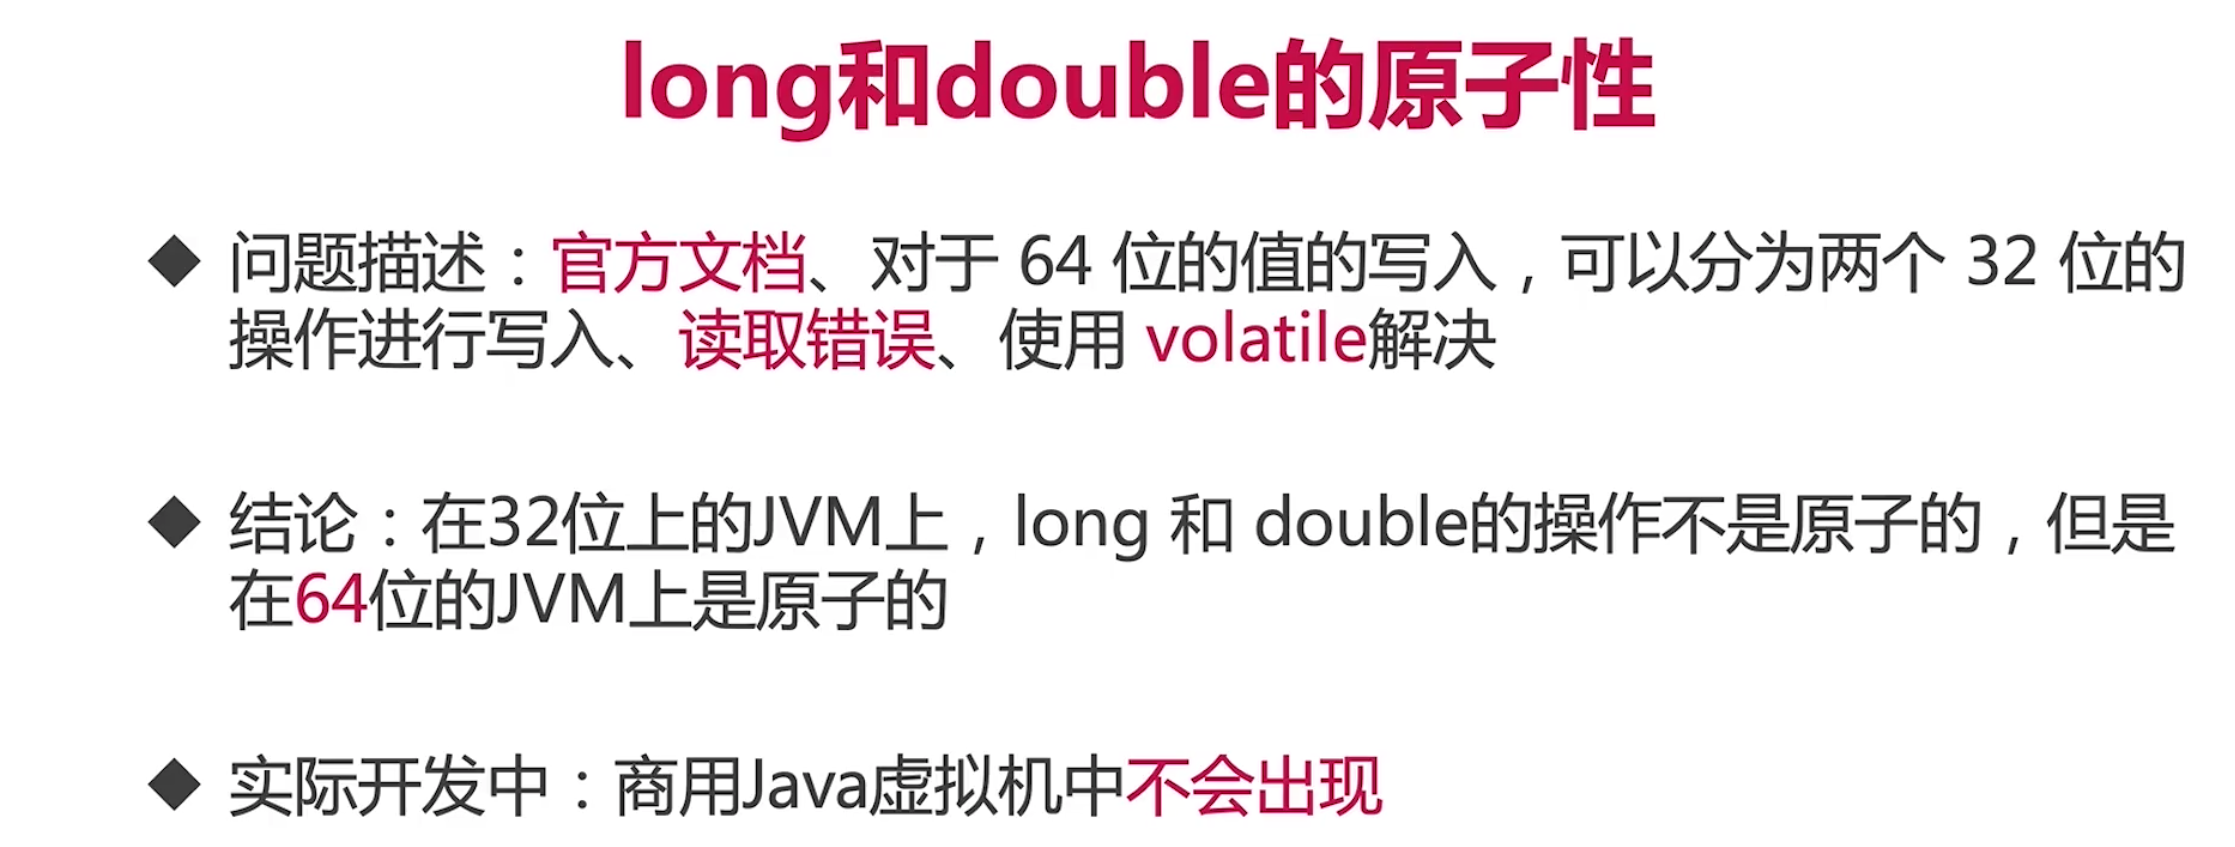 long和double的原子性
◆ 问题描述：官方文档、对于 64 位的值的写入，可以分为两个 32 位的
操作进行写入、读取错误、使用 volatile解决
◆ 结论：在32位上的JVM上，long 和 double的操作不是原子的，但是
在64位的JVM上是原子的
◆ 实际开发中：商用Java虚拟机中不会出现